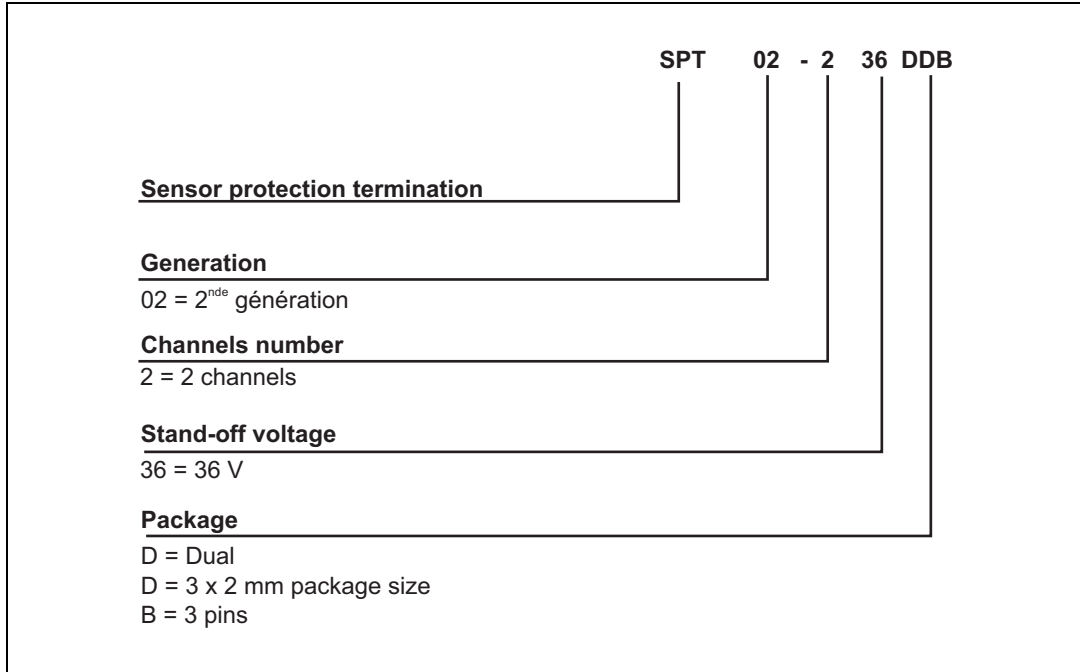 SPT 02 - 2 36 DDB
Sensor protection termination
Generation
02 = 2nde génération
Channels number
2 = 2 channels
Stand-off voltage
36 = 36 V
Package
D = Dual
D = 3 x 2 mm package size
B = 3 pins